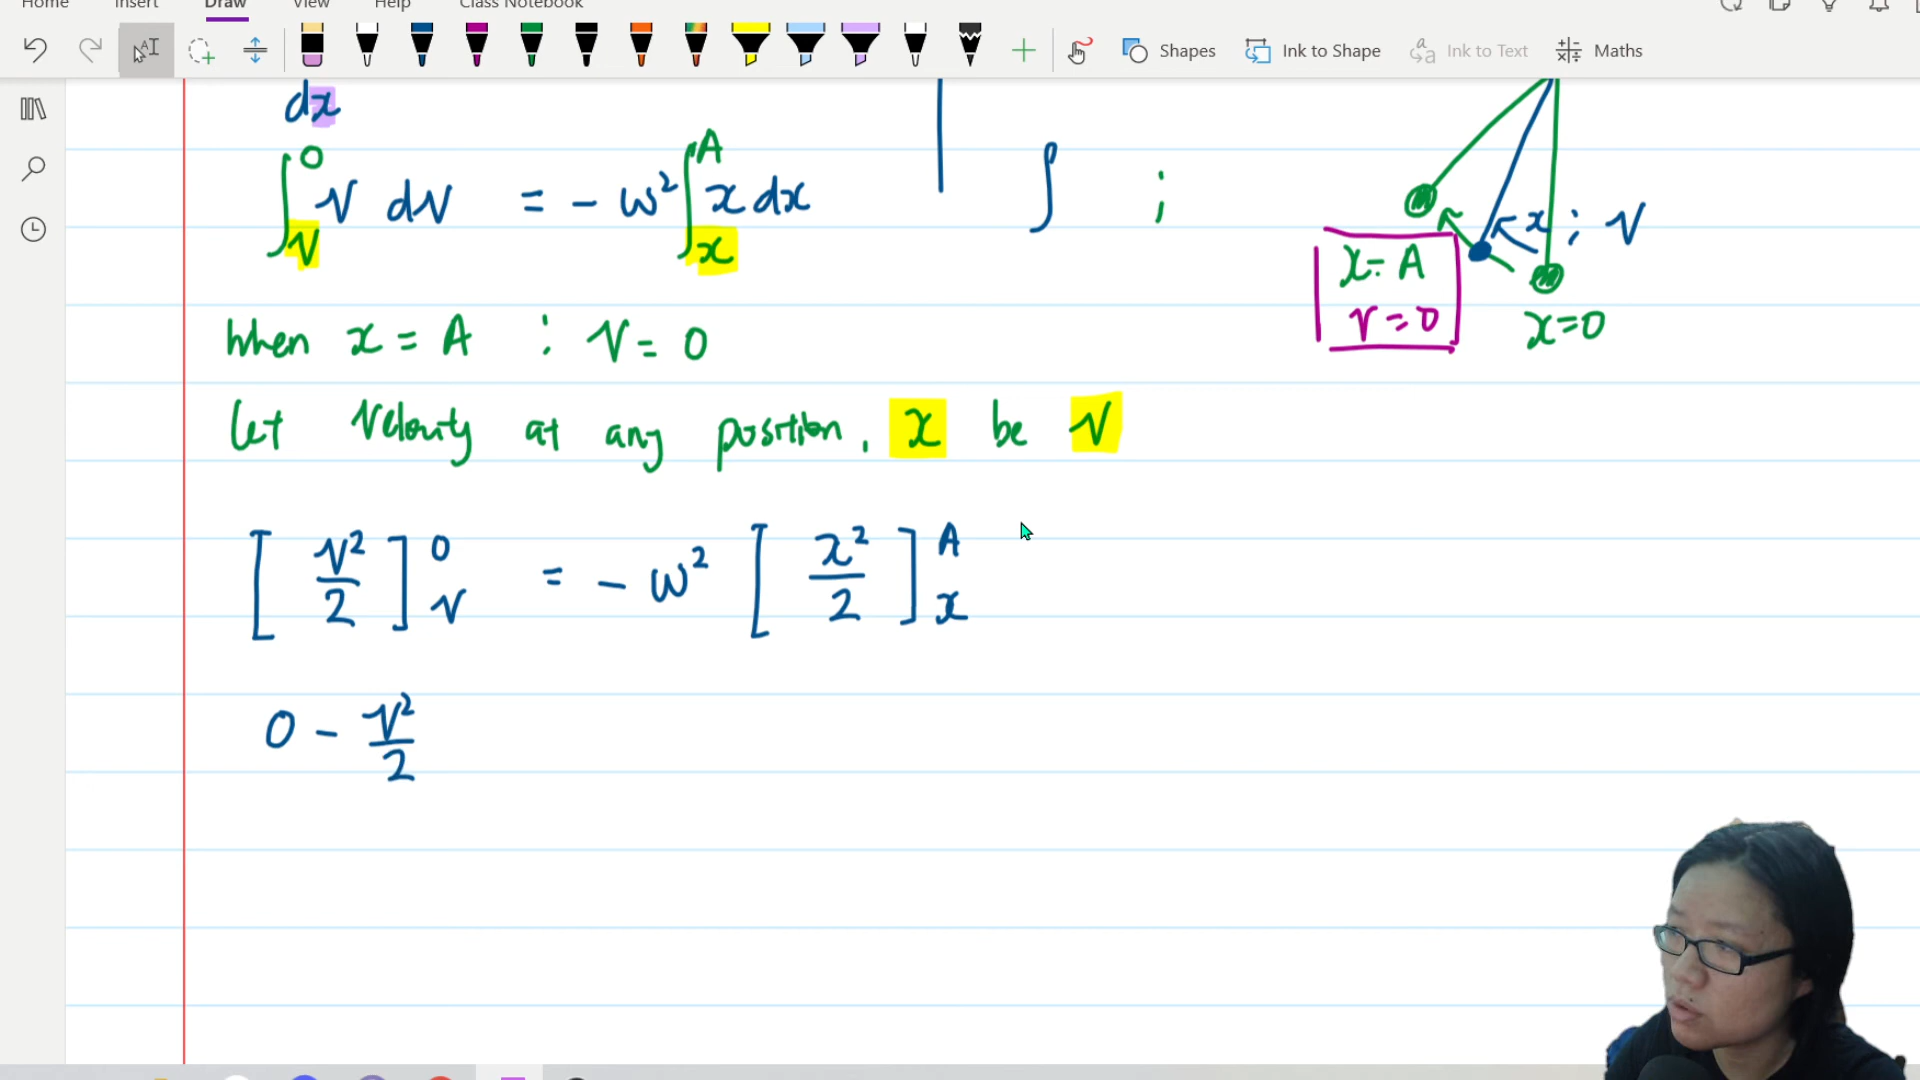 Home Insert Draw View Help Class Notebook
Shapes Ink to Shape Ink to Text Maths
dx
∫ 0 v v dv = - ω² ∫ A x x dx ∫ ;
x ; v
x = A
v = 0
x = 0
When x = A : v = 0
Let velocity at any position, x be v
[ v²/2 ] 0 v = - ω² [ x²/2 ] A x
0 - v²/2